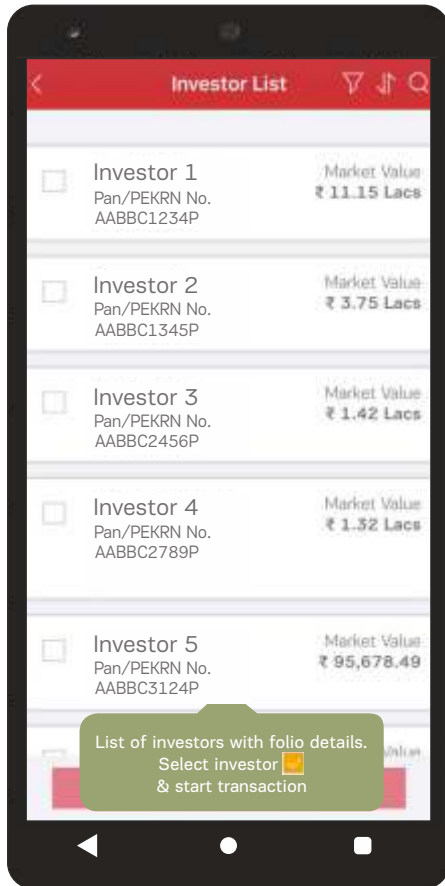 Investor List
Investor 1
Pan/PEKRN No.
AABBC1234P
Market Value
₹ 11.15 Lacs
Investor 2
Pan/PEKRN No.
AABBC1345P
Market Value
₹ 3.75 Lacs
Investor 3
Pan/PEKRN No.
AABBC2456P
Market Value
₹ 1.42 Lacs
Investor 4
Pan/PEKRN No.
AABBC2789P
Market Value
₹ 1.32 Lacs
Investor 5
Pan/PEKRN No.
AABBC3124P
Market Value
₹ 95,678.49
Value
List of investors with folio details.
Select investor
& start transaction